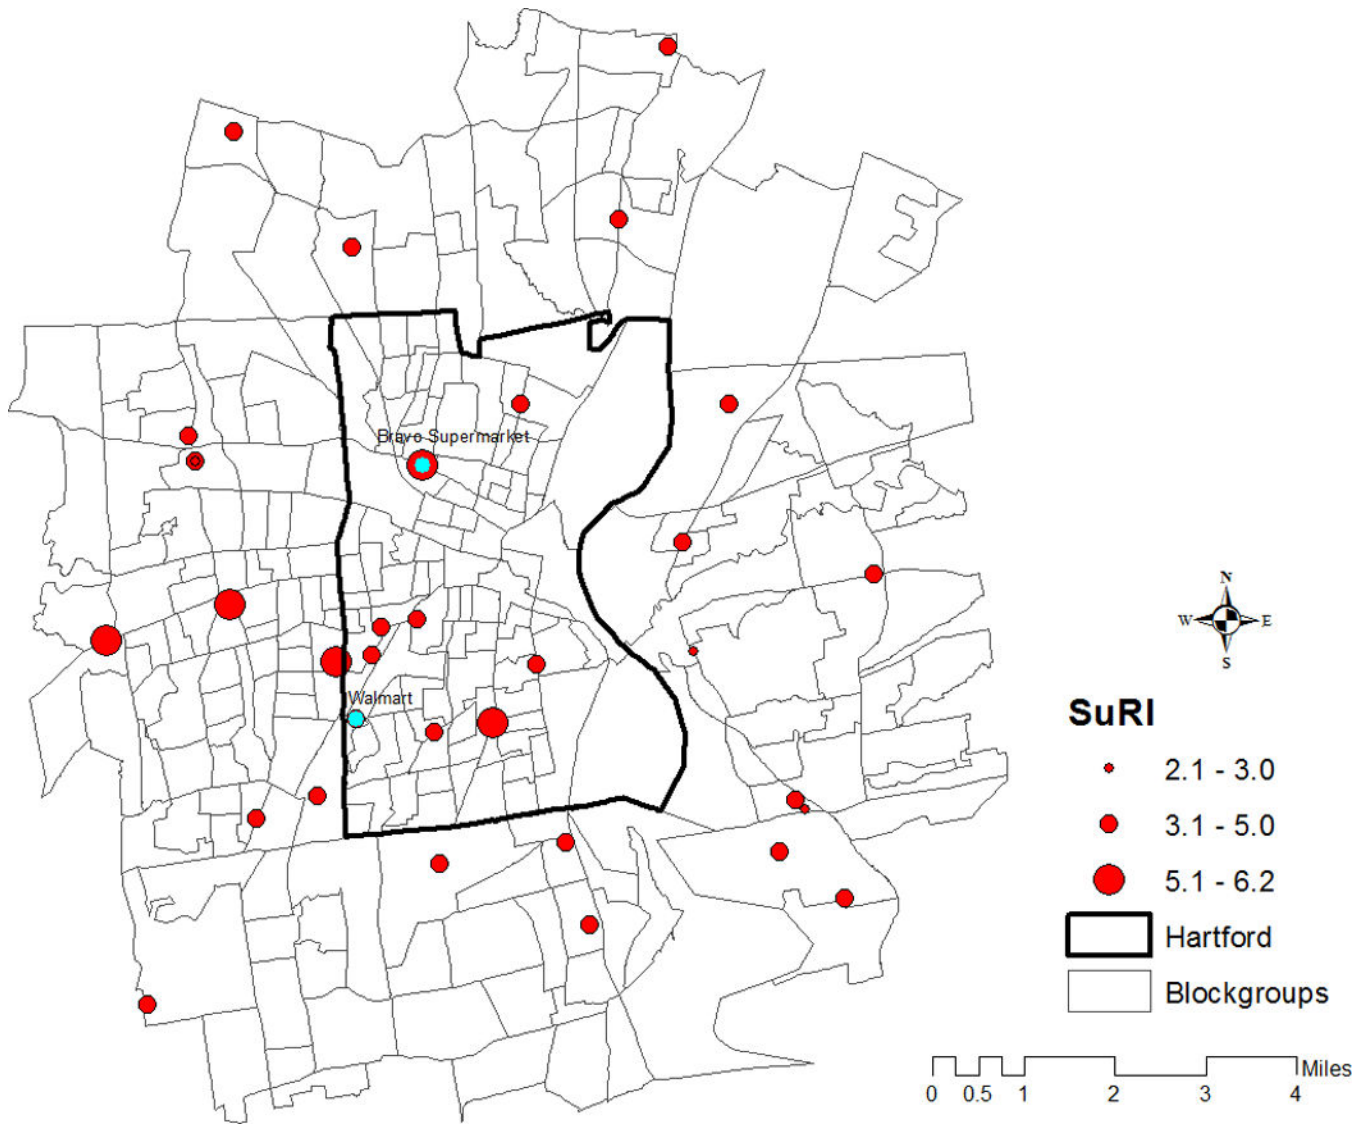 Bravo Supermarket
Walmart
N
W E
S
SuRI
2.1 - 3.0
3.1 - 5.0
5.1 - 6.2
Hartford
Blockgroups
Miles
0 0.5 1 2 3 4